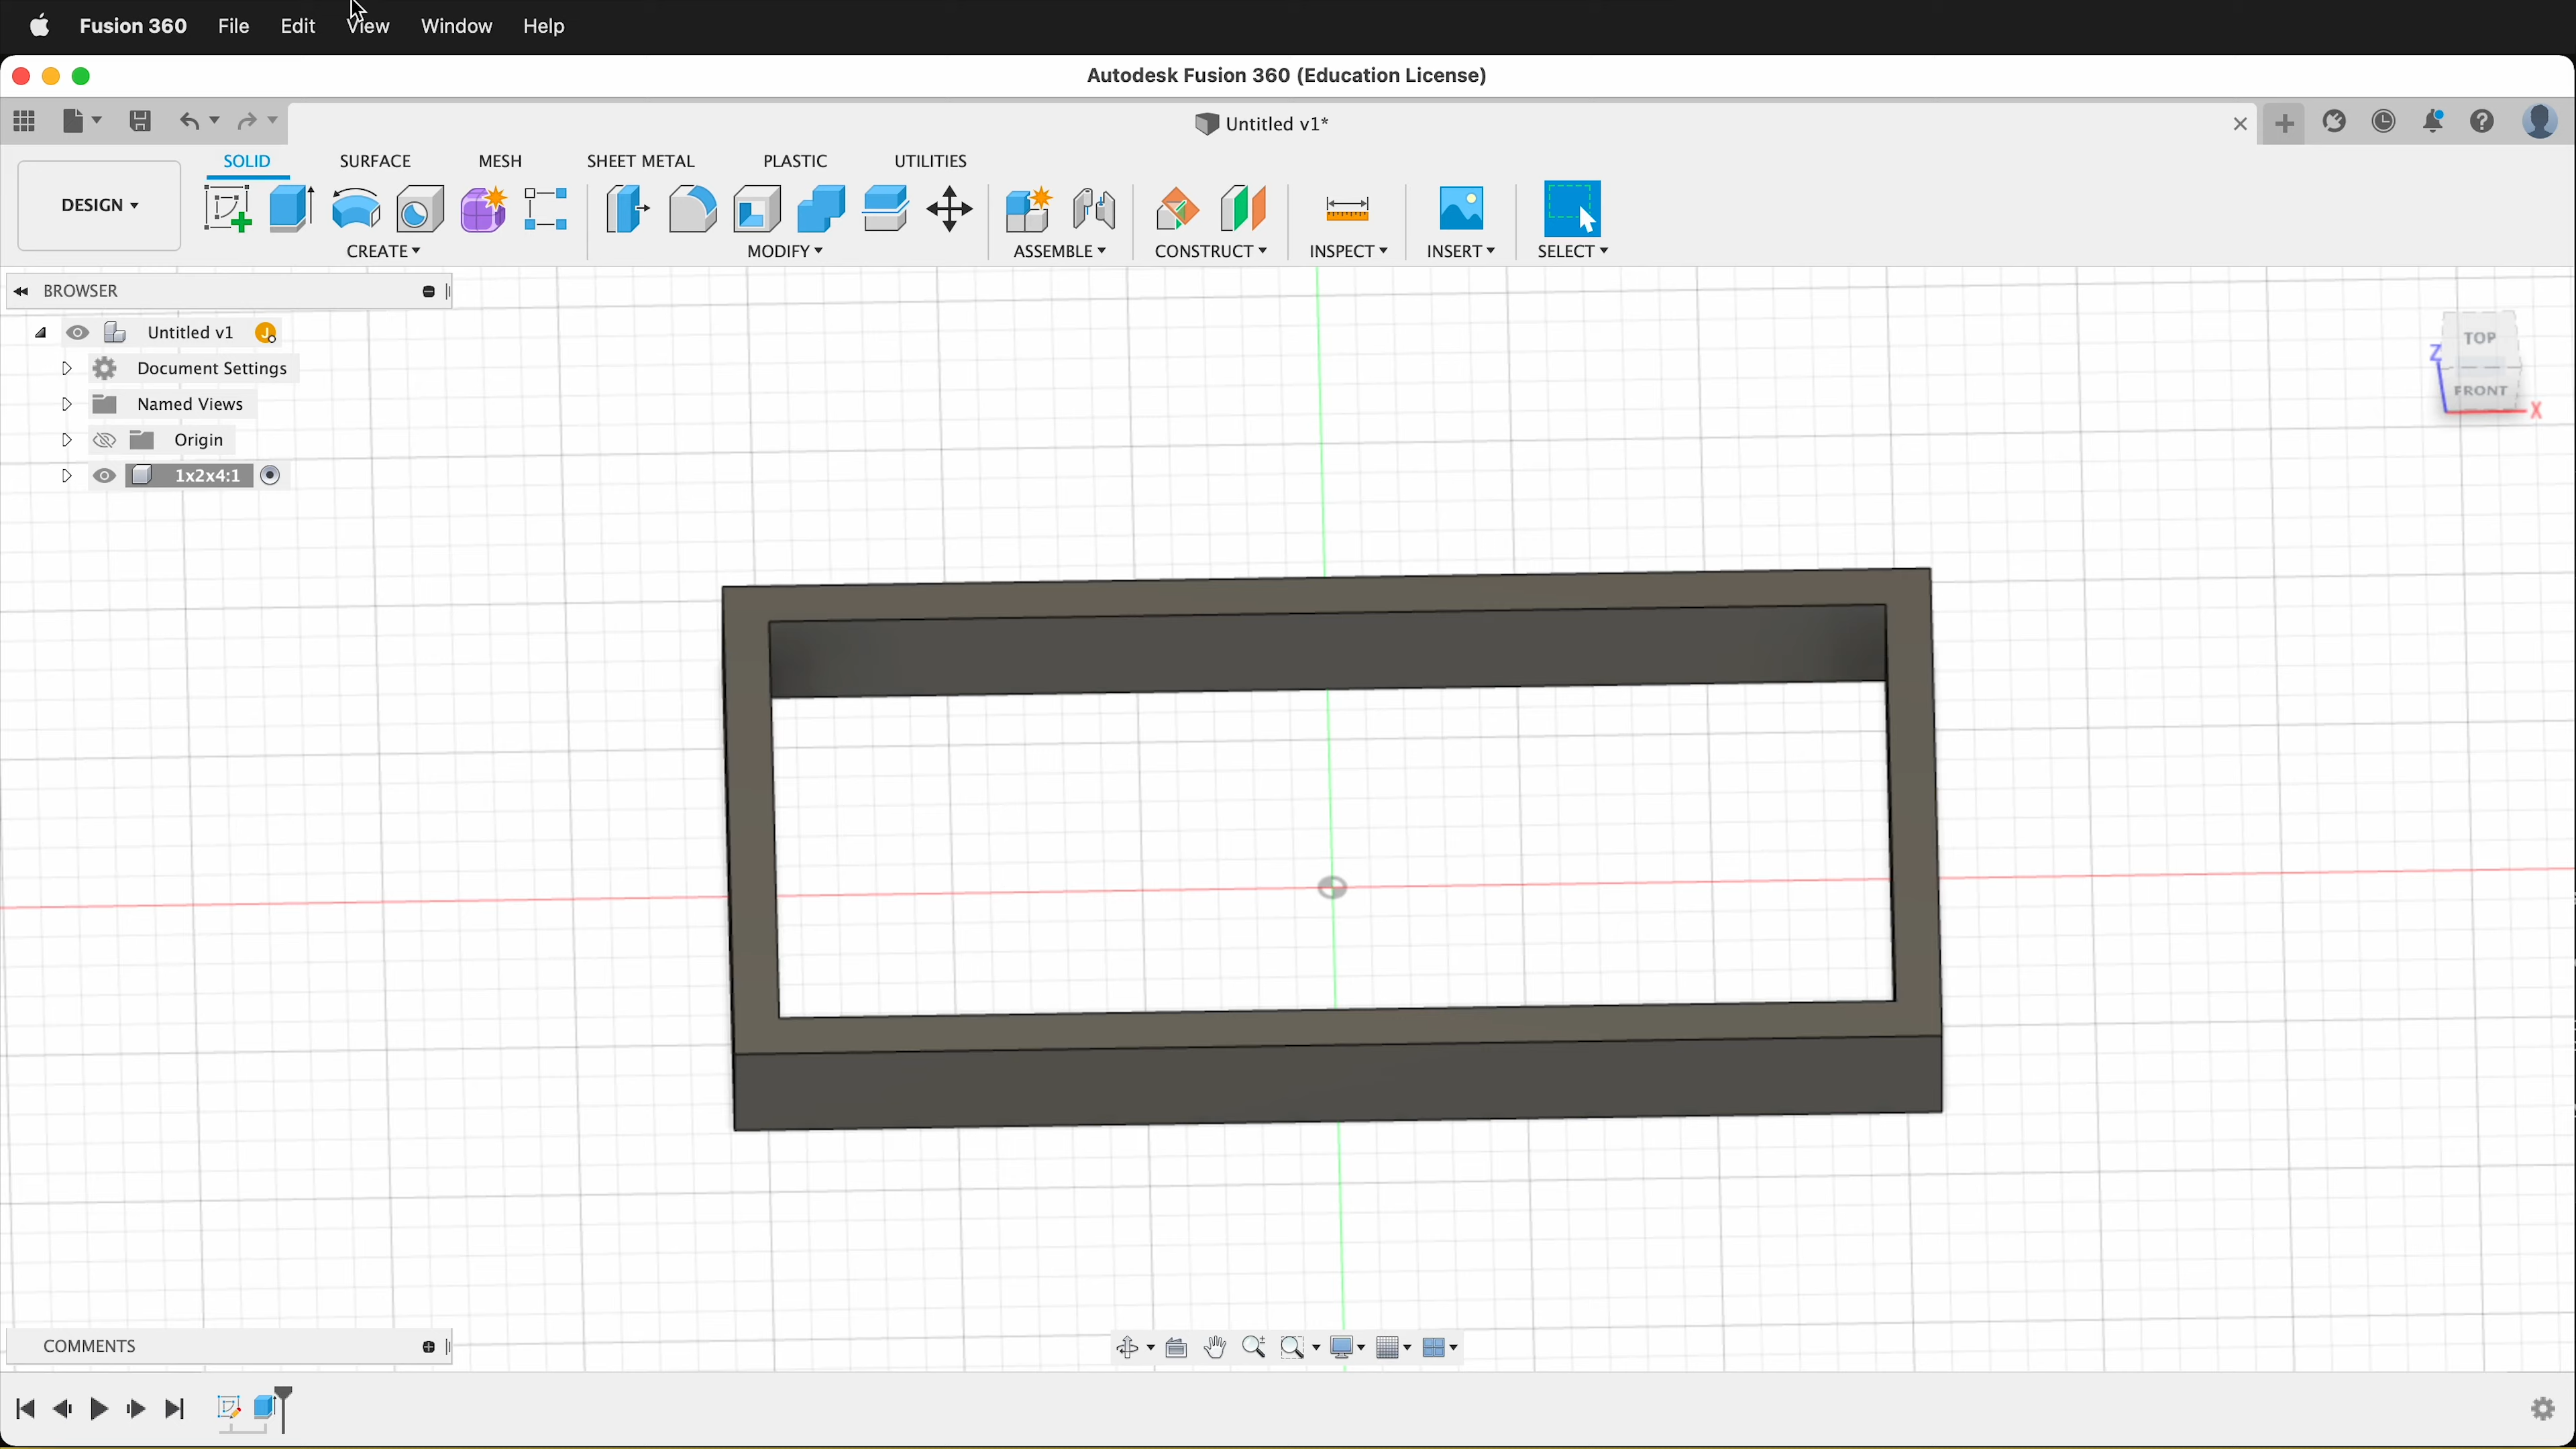 Fusion 360 File Edit View Window Help
Autodesk Fusion 360 (Education License)
Untitled v1*
SOLID SURFACE MESH SHEET METAL PLASTIC UTILITIES
DESIGN
CREATE MODIFY ASSEMBLE CONSTRUCT INSPECT INSERT SELECT
BROWSER
Untitled v1
Document Settings
Named Views
Origin
1x2x4:1
TOP
Z
FRONT
X
COMMENTS